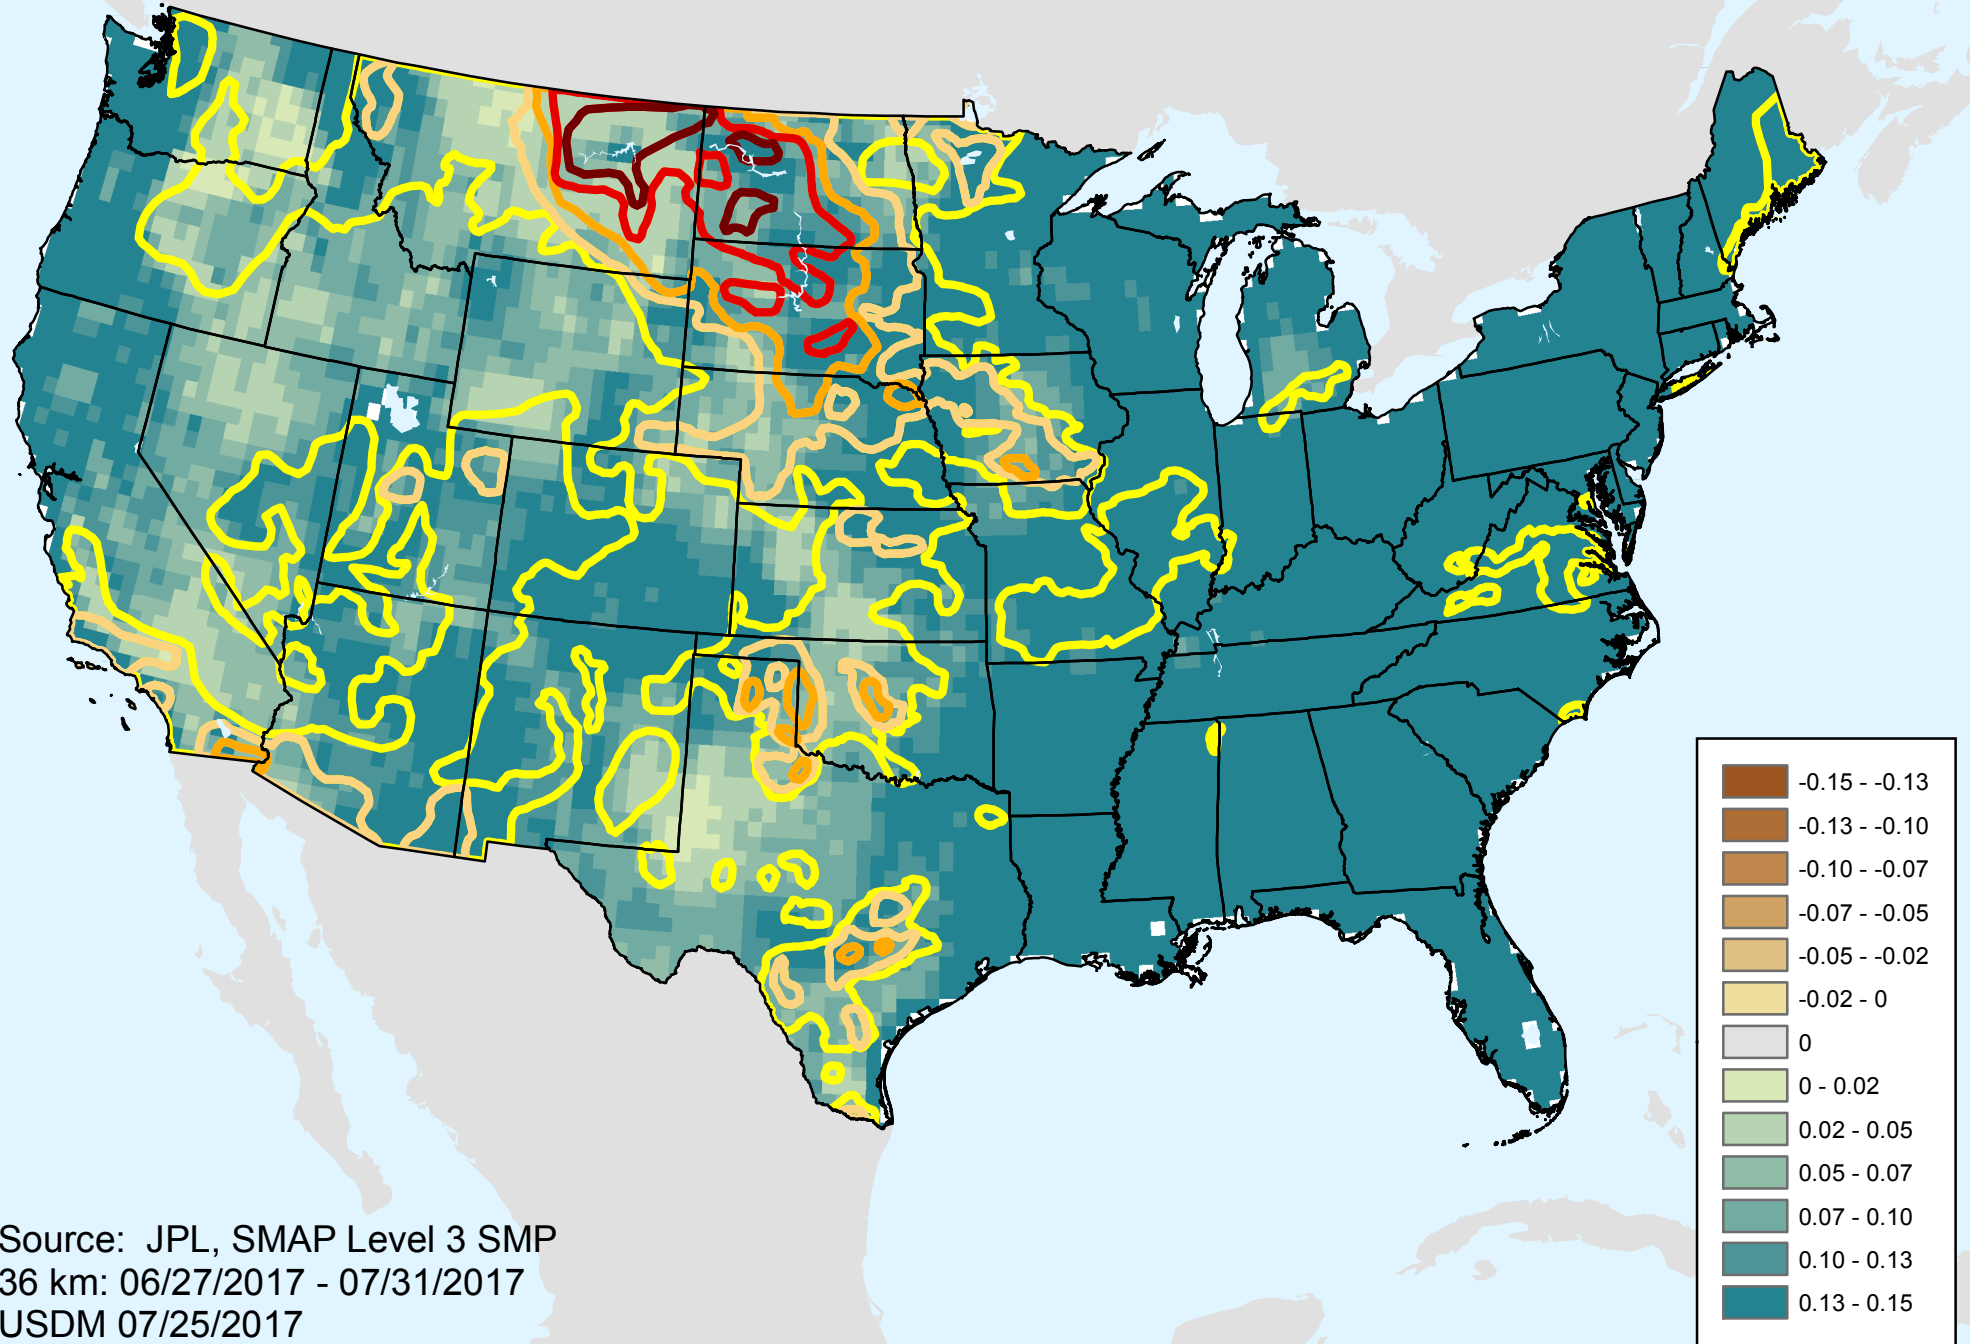 -0.15 - -0.13
-0.13 - -0.10
-0.10 - -0.07
-0.07 - -0.05
-0.05 - -0.02
-0.02 - 0
0
0 - 0.02
0.02 - 0.05
0.05 - 0.07
0.07 - 0.10
0.10 - 0.13
0.13 - 0.15
Source: JPL, SMAP Level 3 SMP
36 km: 06/27/2017 - 07/31/2017
USDM 07/25/2017